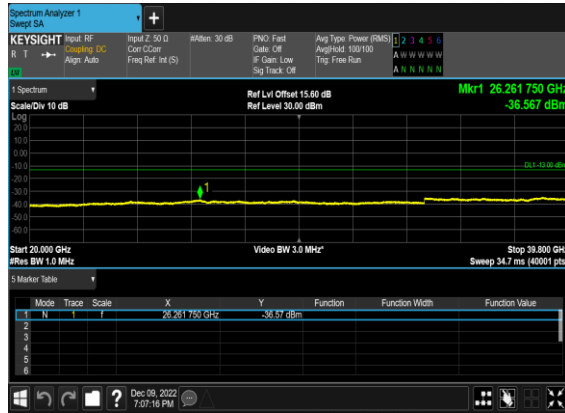 Spectrum Analyzer 1
Swept SA
+
KEYSIGHT Input: RF Input Z: 50 Ω #Atten: 30 dB PNO: Fast Avg Type: Power (RMS) 1 2 3 4 5 6
R T Coupling: DC Corr CCorr Gate: Off Avg|Hold: 100/100 A W W W W W
Align: Auto Freq Ref: Int (S) IF Gain: Low Trig: Free Run A N N N N N
Sig Track: Off
1 Spectrum Ref Lvl Offset 15.60 dB Mkr1 26.261 750 GHz
Scale/Div 10 dB Ref Level 30.00 dBm -36.567 dBm
Log
20.0
10.0
0.00
-10.0 DL1 -13.00 dBm
-20.0
-30.0 1
-40.0
-50.0
-60.0
Start 20.000 GHz Video BW 3.0 MHz* Stop 39.800 GHz
#Res BW 1.0 MHz Sweep 34.7 ms (40001 pts
5 Marker Table
Mode Trace Scale X Y Function Function Width Function Value
1 N 1 f 26.261 750 GHz -36.57 dBm
2
3
4
5
6
? Dec 09, 2022
7:07:16 PM